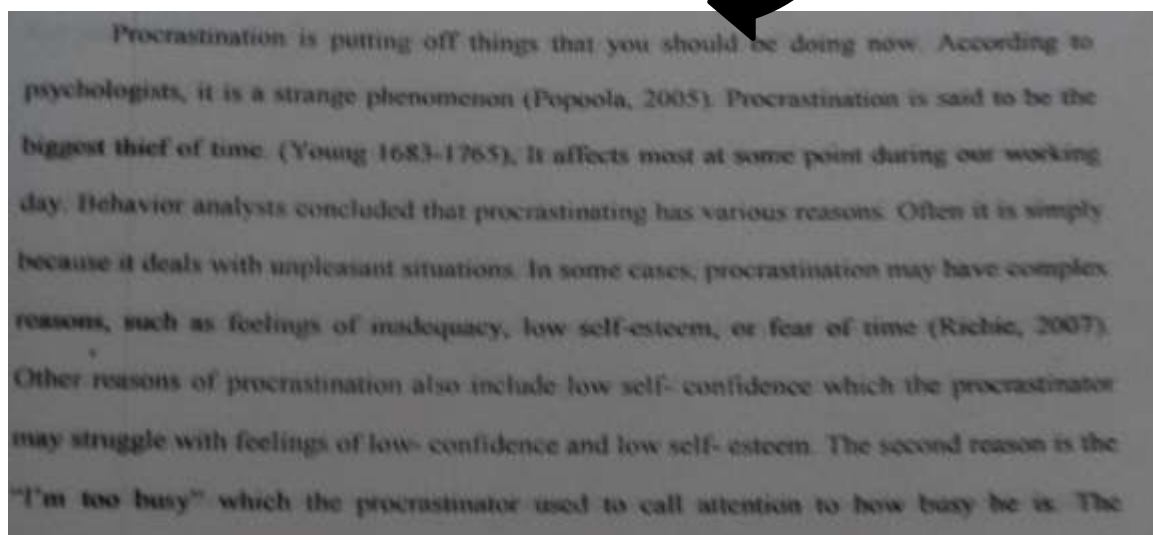 Procrastination is putting off things that you should be doing now. According to
psychologists, it is a strange phenomenon (Popoola, 2005). Procrastination is said to be the
biggest thief of time. (Young 1683-1765), It affects most at some point during our working
day. Behavior analysts concluded that procrastinating has various reasons. Often it is simply
because it deals with unpleasant situations. In some cases, procrastination may have complex
reasons, such as feelings of inadequacy, low self-esteem, or fear of time (Richie, 2007).
Other reasons of procrastination also include low self- confidence which the procrastinator
may struggle with feelings of low- confidence and low self- esteem. The second reason is the
"I'm too busy" which the procrastinator used to call attention to how busy he is. The